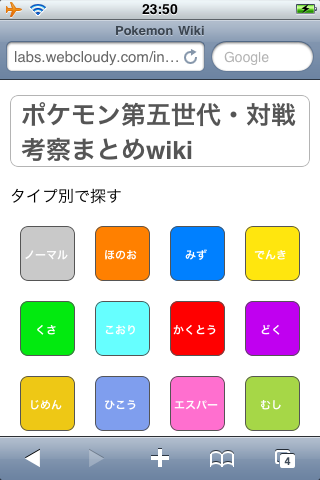 23:50
Pokemon Wiki
labs.webcloudy.com/in...
Google
ポケモン第五世代・対戦
考察まとめwiki
タイプ別で探す
ノーマル ほのお みず でんき
くさ こおり かくとう どく
じめん ひこう エスパー むし
4